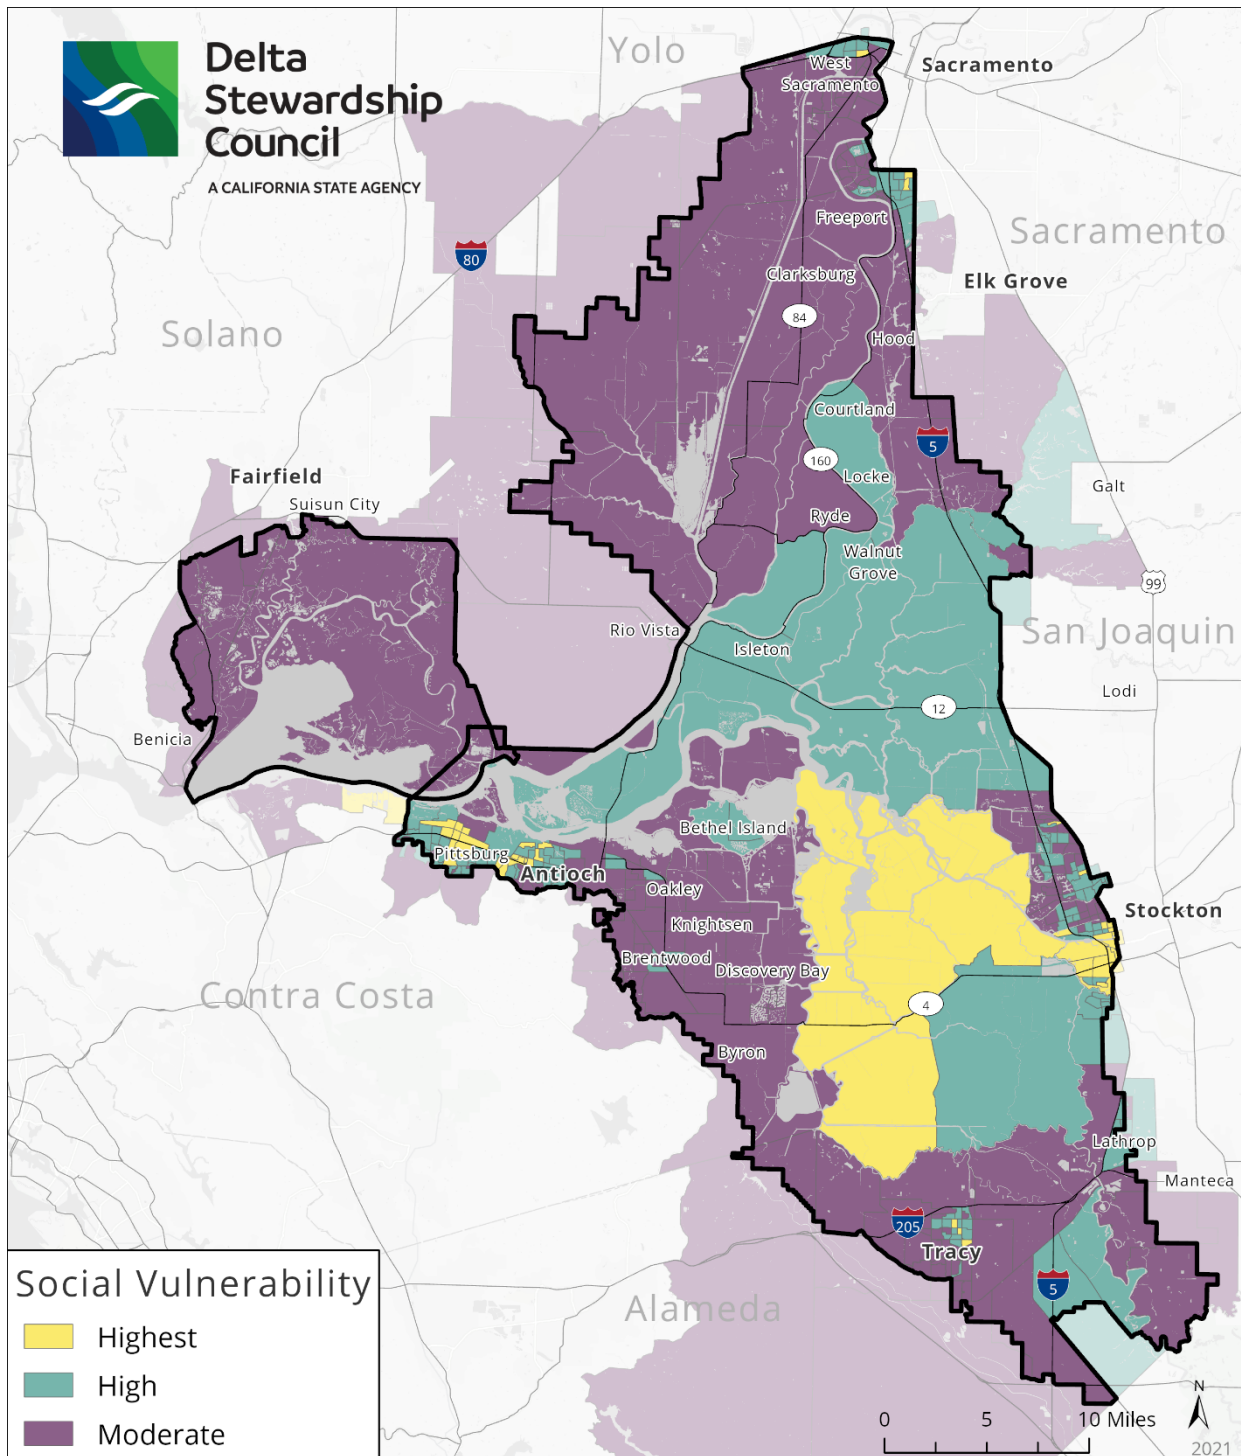 Delta
Stewardship
Council
A CALIFORNIA STATE AGENCY
Yolo
West
Sacramento
Sacramento
Freeport
Sacramento
80
Clarksburg
Elk Grove
84
Solano
Hood
Courtland
5
160
Locke
Fairfield
Galt
Suisun City
Ryde
Walnut
Grove
99
Rio Vista
San Joaquin
Isleton
Lodi
12
Benicia
Bethel Island
Pittsburg
Antioch
Oakley
Stockton
Knightsen
Brentwood
Discovery Bay
Contra Costa
4
Byron
Lathrop
Manteca
205
Tracy
5
Alameda
Social Vulnerability
Highest
High
Moderate
N
0 5 10 Miles
2021